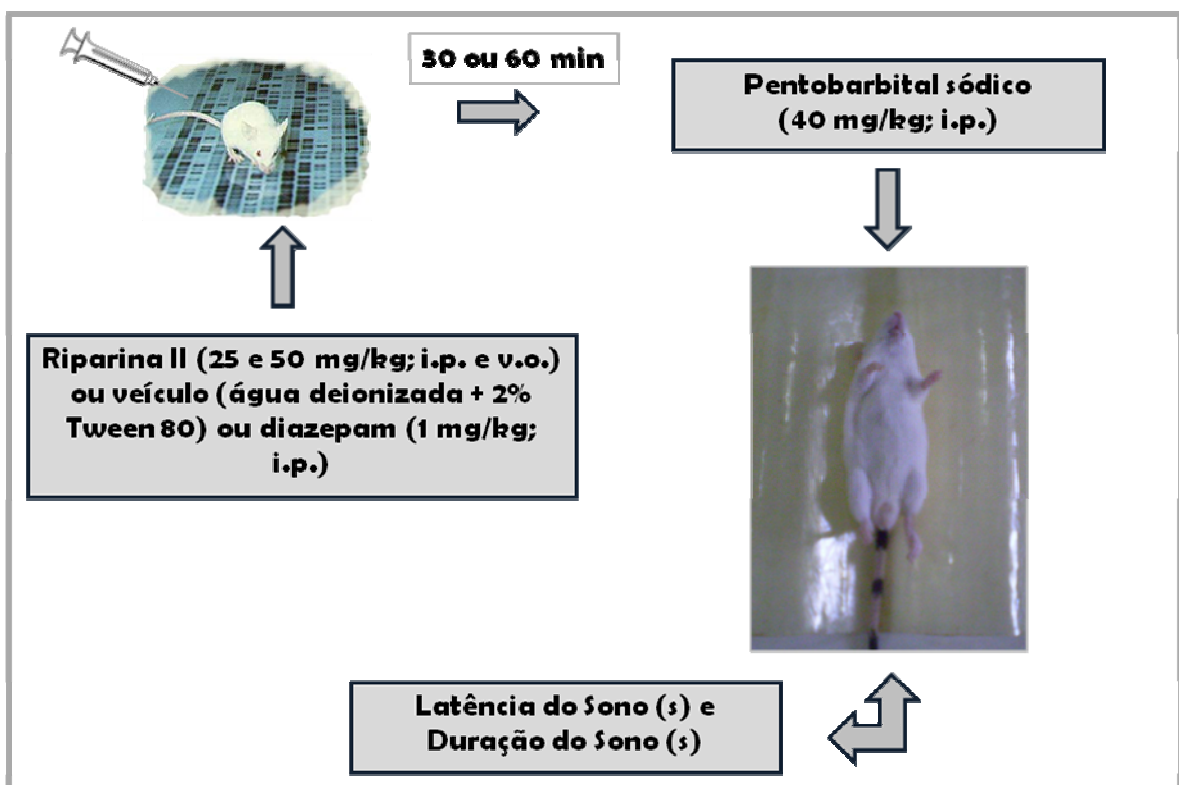 30 ou 60 min
Pentobarbital sódico
(40 mg/kg; i.p.)
Riparina II (25 e 50 mg/kg; i.p. e v.o.)
ou veículo (água deionizada + 2%
Tween 80) ou diazepam (1 mg/kg;
i.p.)
Latência do Sono (s) e
Duração do Sono (s)